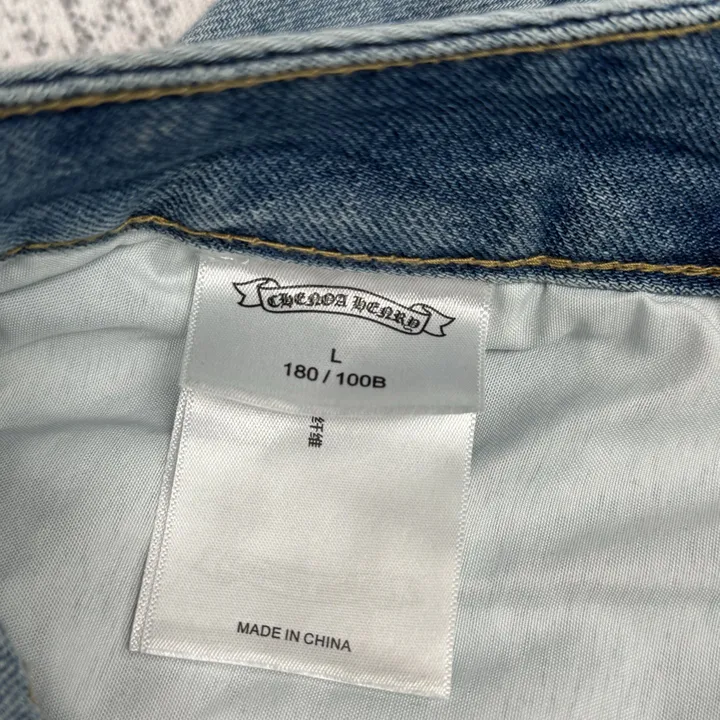 CHENOA HENRY
L
180 / 100B
纤维
MADE IN CHINA